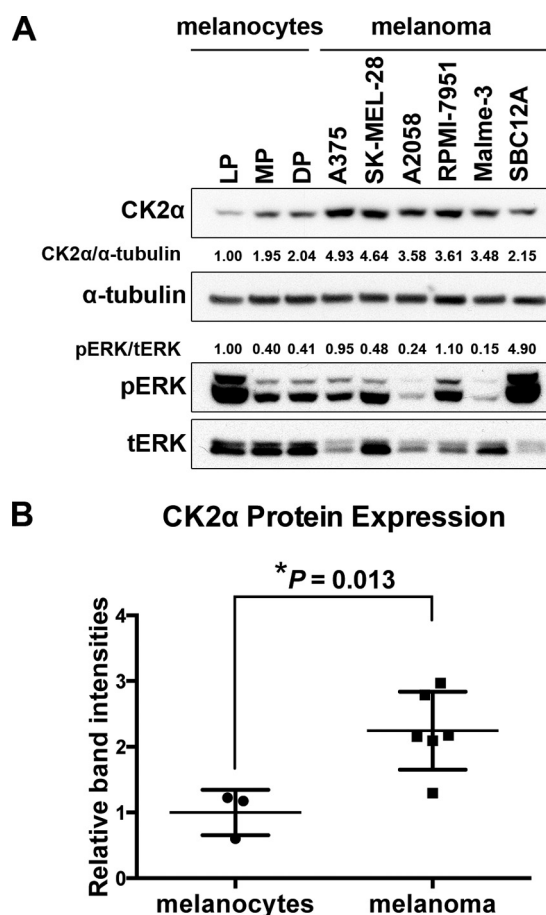 A
melanocytes melanoma
LP MP DP A375 SK-MEL-28 A2058 RPMI-7951 Malme-3 SBC12A
CK2α
CK2α/α-tubulin 1.00 1.95 2.04 4.93 4.64 3.58 3.61 3.48 2.15
α-tubulin
pERK/tERK 1.00 0.40 0.41 0.95 0.48 0.24 1.10 0.15 4.90
pERK
tERK
B CK2α Protein Expression
*P = 0.013
Relative band intensities
4
3
2
1
0
melanocytes melanoma